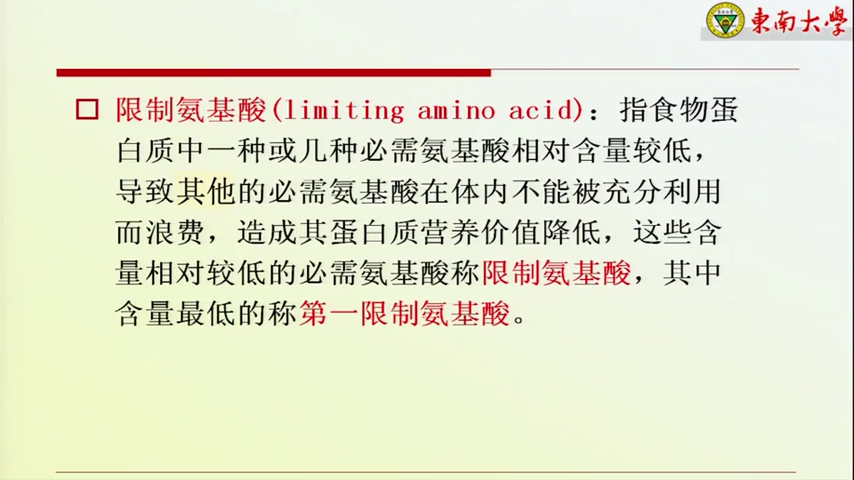 東南大學
限制氨基酸(limiting amino acid)：指食物蛋
白质中一种或几种必需氨基酸相对含量较低，
导致其他的必需氨基酸在体内不能被充分利用
而浪费，造成其蛋白质营养价值降低，这些含
量相对较低的必需氨基酸称限制氨基酸，其中
含量最低的称第一限制氨基酸。